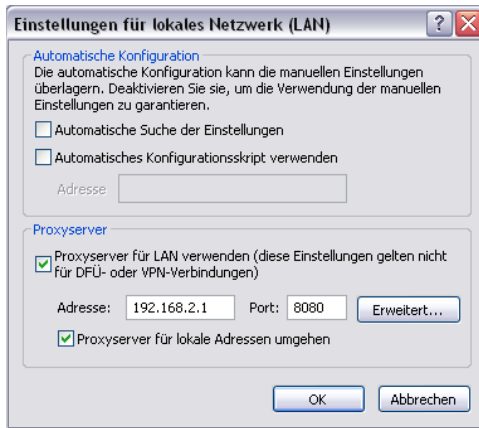 Einstellungen für lokales Netzwerk (LAN)
Automatische Konfiguration
Die automatische Konfiguration kann die manuellen Einstellungen
überlagern. Deaktivieren Sie sie, um die Verwendung der manuellen
Einstellungen zu garantieren.
Automatische Suche der Einstellungen
Automatisches Konfigurationsskript verwenden
Adresse
Proxyserver
Proxyserver für LAN verwenden (diese Einstellungen gelten nicht
für DFÜ- oder VPN-Verbindungen)
Adresse: 192.168.2.1 Port: 8080 Erweitert...
Proxyserver für lokale Adressen umgehen
OK Abbrechen